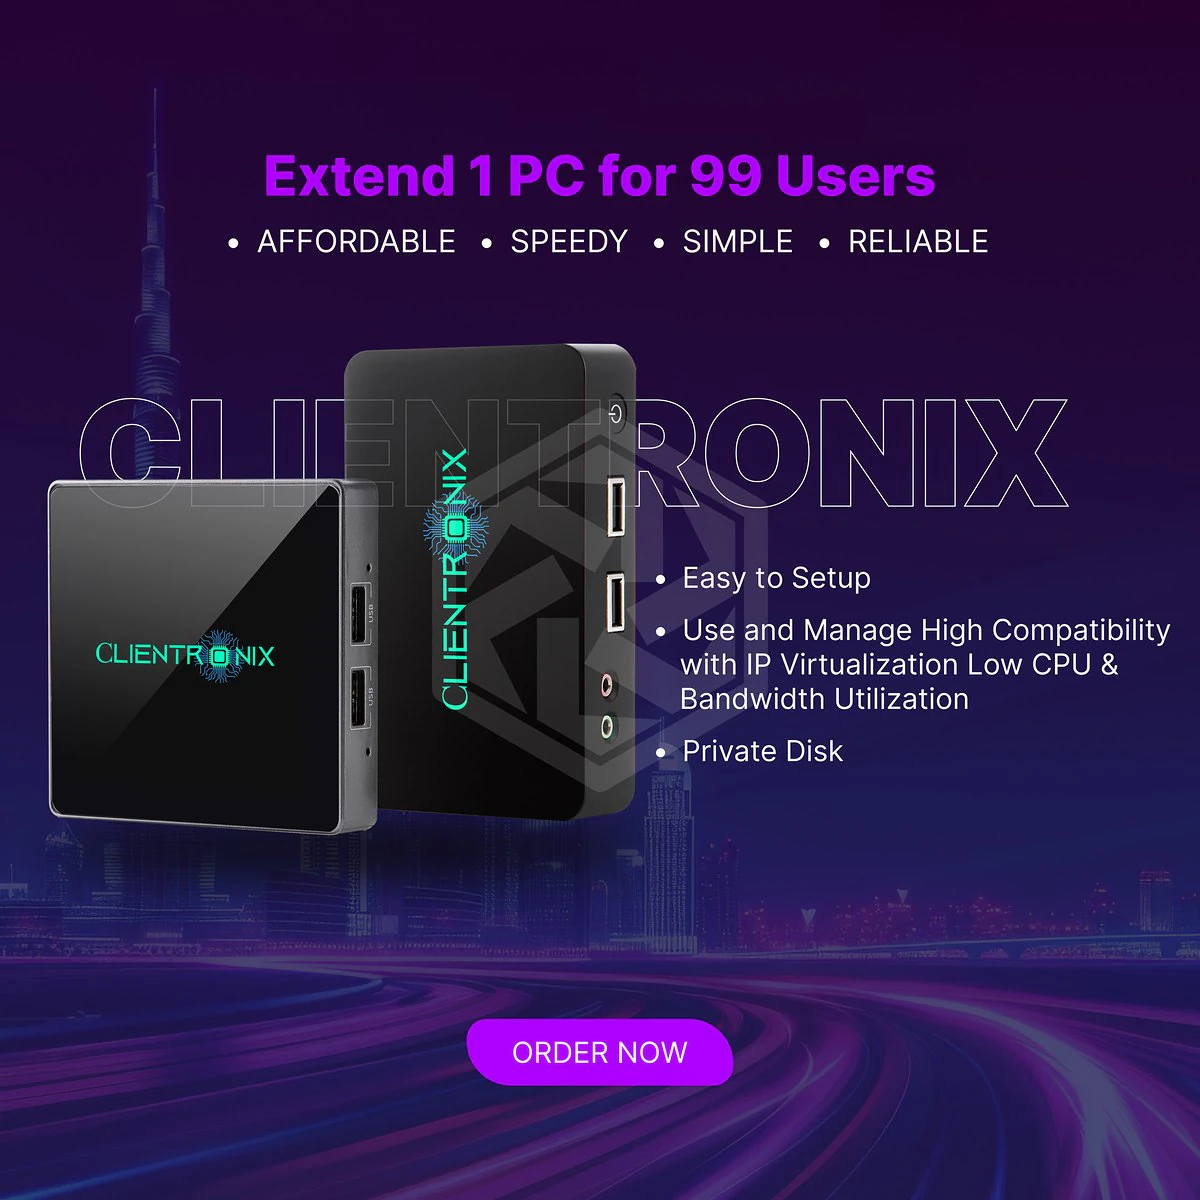 Extend 1 PC for 99 Users
• AFFORDABLE • SPEEDY • SIMPLE • RELIABLE
CLIENTRONIX
CLIENTRONIX
CLIENTRONIX
USB
USB
• Easy to Setup
• Use and Manage High Compatibility
with IP Virtualization Low CPU &
Bandwidth Utilization
• Private Disk
ORDER NOW